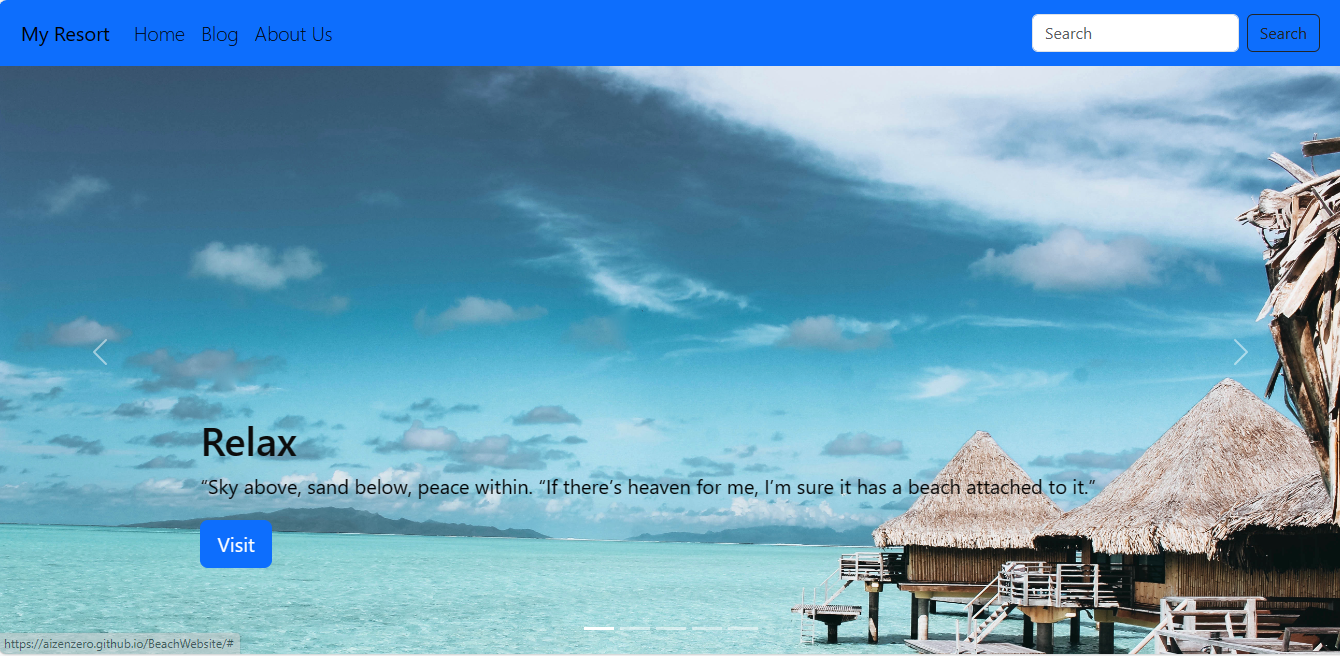 My Resort Home Blog About Us Search Search
Relax
“Sky above, sand below, peace within. “If there’s heaven for me, I’m sure it has a beach attached to it.”
Visit
https://aizenzero.github.io/BeachWebsite/#